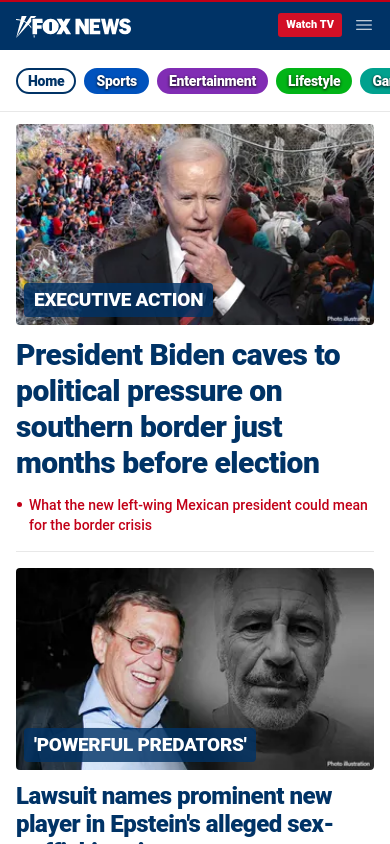 FOX NEWS
Watch TV
Home
Sports
Entertainment
Lifestyle
EXECUTIVE ACTION
Photo illustration
President Biden caves to
political pressure on
southern border just
months before election
What the new left-wing Mexican president could mean
for the border crisis
'POWERFUL PREDATORS'
Photo illustration
Lawsuit names prominent new
player in Epstein's alleged sex-